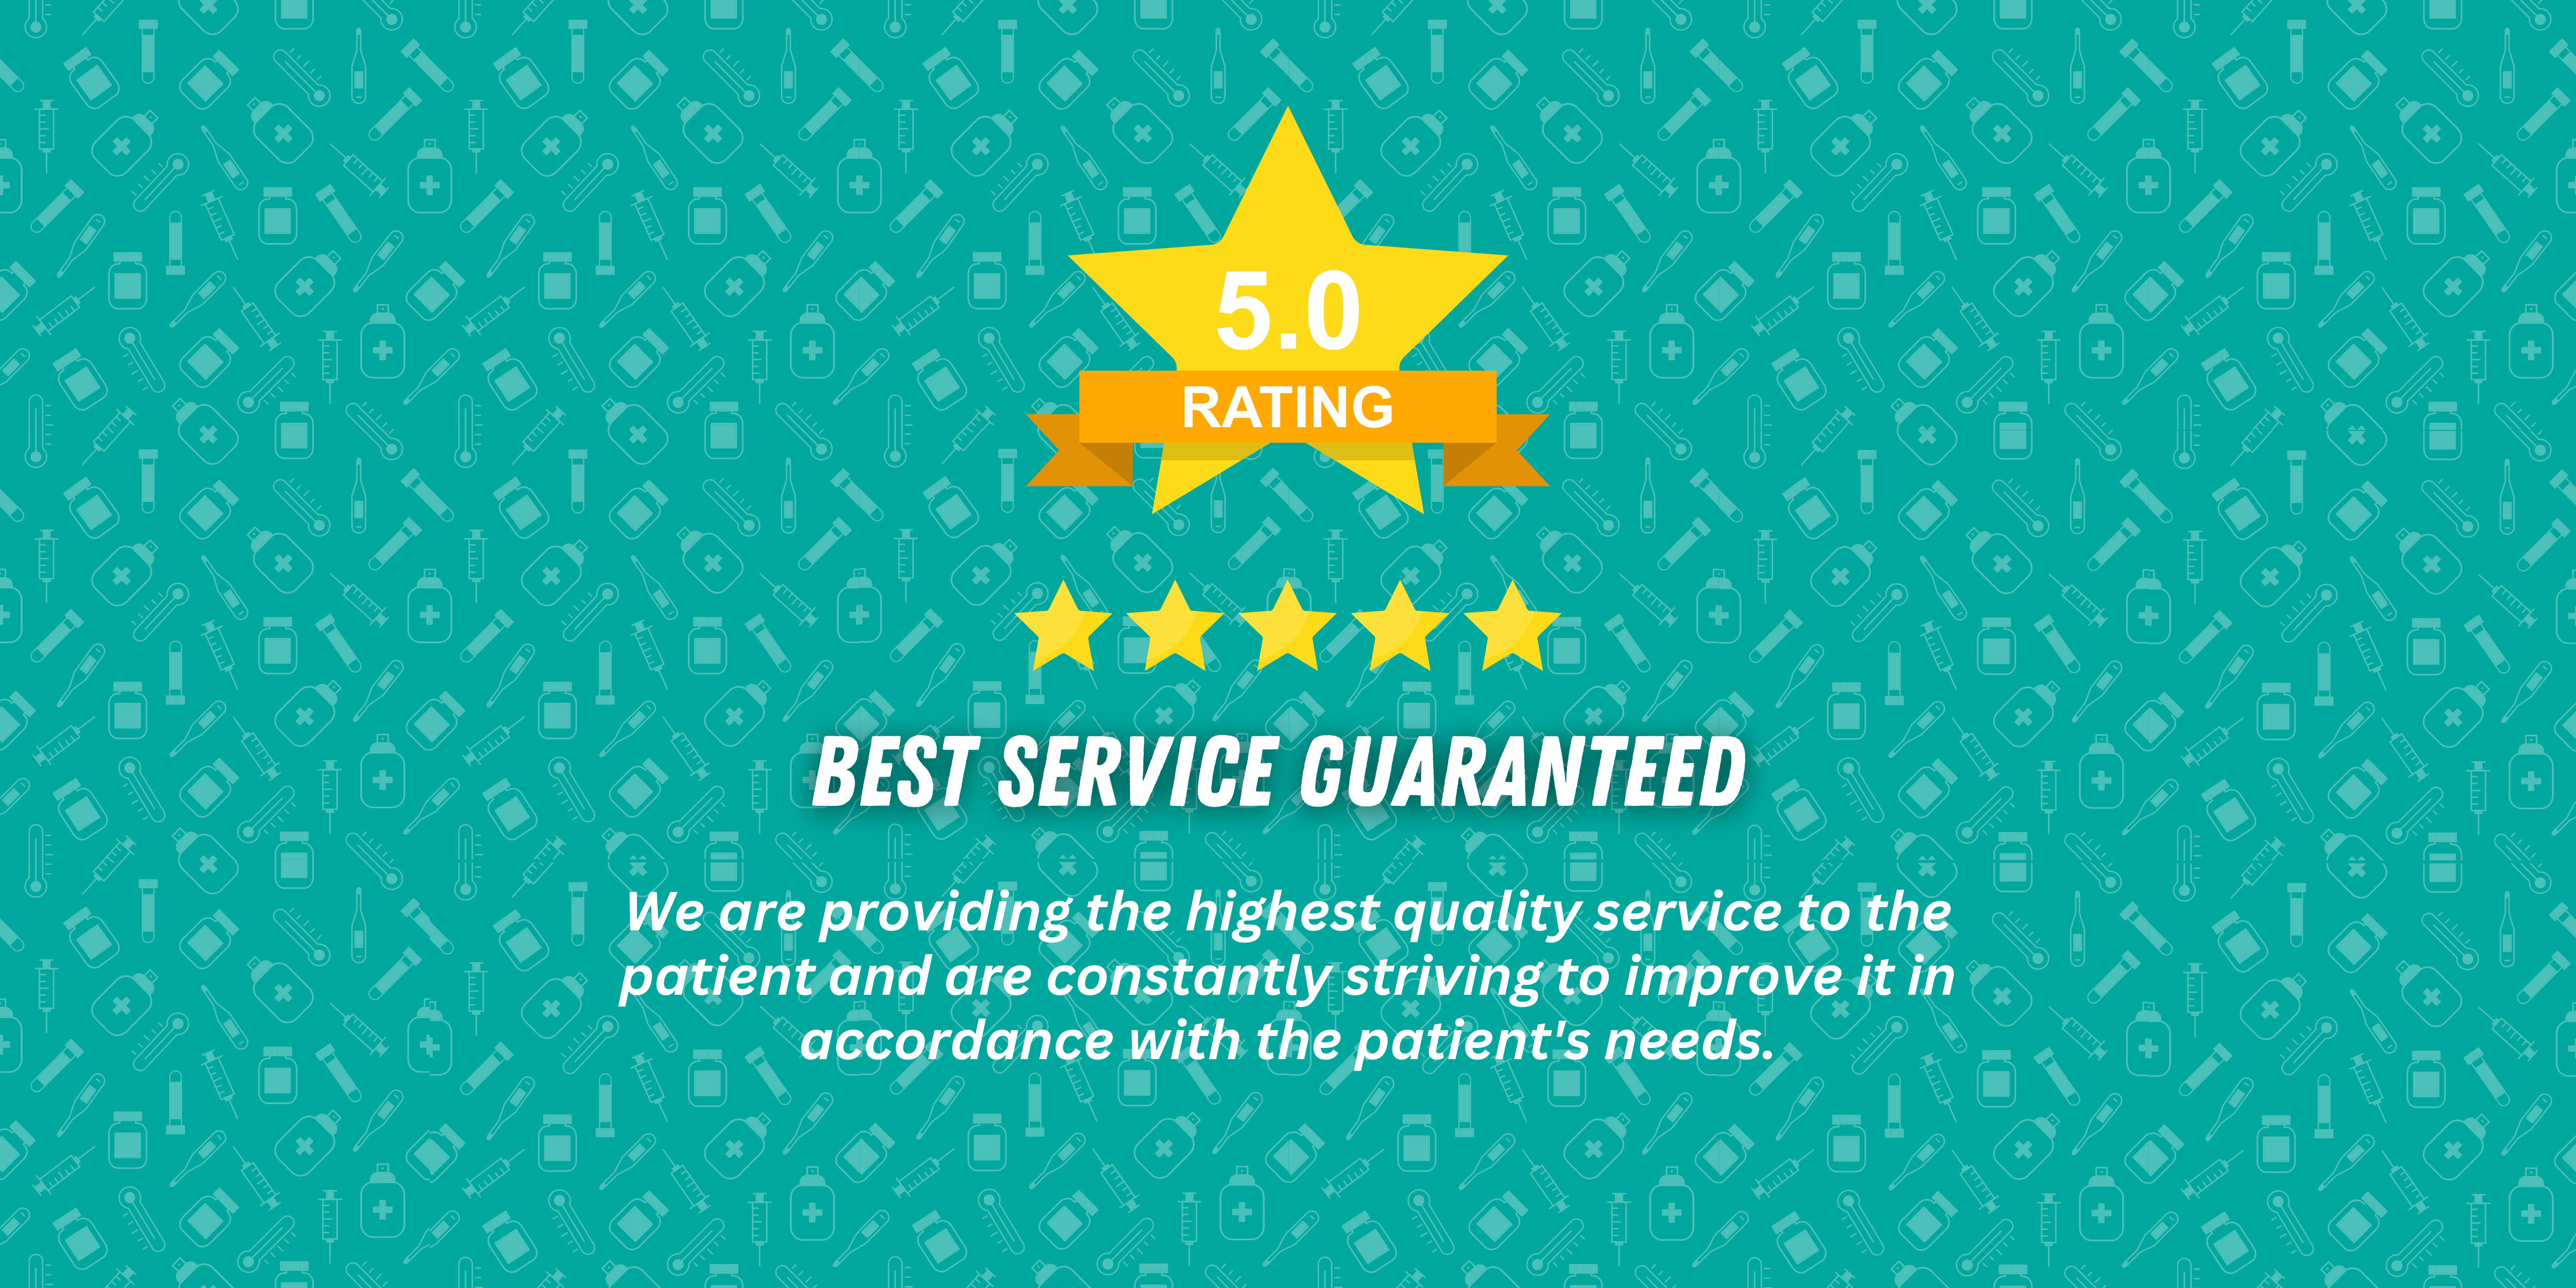 5.0
RATING
BEST SERVICE GUARANTEED
We are providing the highest quality service to the
patient and are constantly striving to improve it in
accordance with the patient's needs.